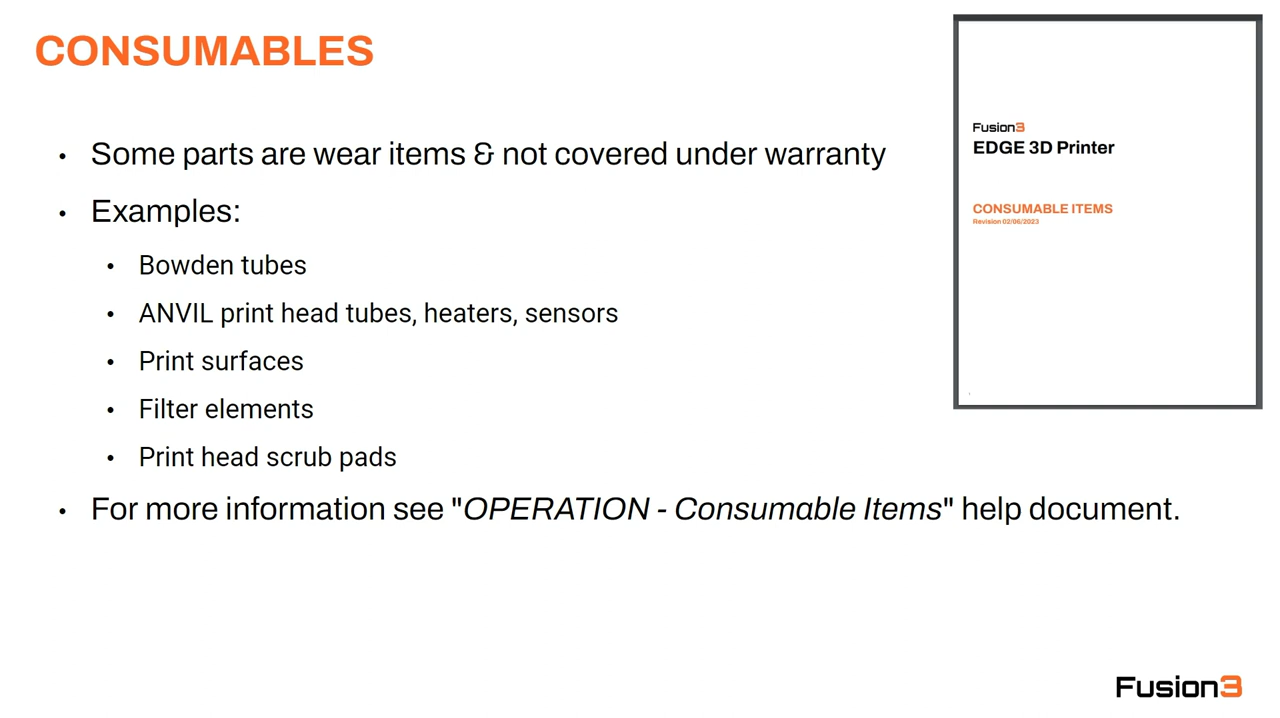 CONSUMABLES
Some parts are wear items & not covered under warranty
Examples:
Bowden tubes
ANVIL print head tubes, heaters, sensors
Print surfaces
Filter elements
Print head scrub pads
For more information see "OPERATION - Consumable Items" help document.
Fusion3
EDGE 3D Printer
CONSUMABLE ITEMS
Revision 02/06/2023
Fusion3